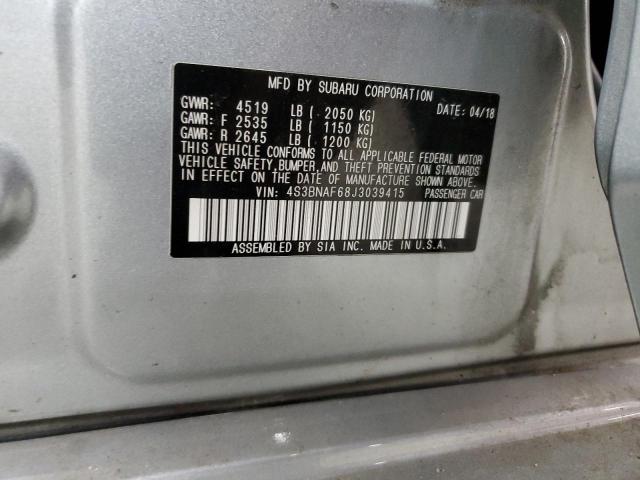 MFD BY SUBARU CORPORATION
GVWR: 4519 LB ( 2050 KG) DATE: 04/18
GAWR: F 2535 LB ( 1150 KG)
GAWR: R 2645 LB ( 1200 KG)
THIS VEHICLE CONFORMS TO ALL APPLICABLE FEDERAL MOTOR
VEHICLE SAFETY,BUMPER,AND THEFT PREVENTION STANDARDS
IN EFFECT ON THE DATE OF MANUFACTURE SHOWN ABOVE.
VIN: 4S3BNAF68J3039415 PASSENGER CAR
ASSEMBLED BY SIA INC. MADE IN U.S.A.